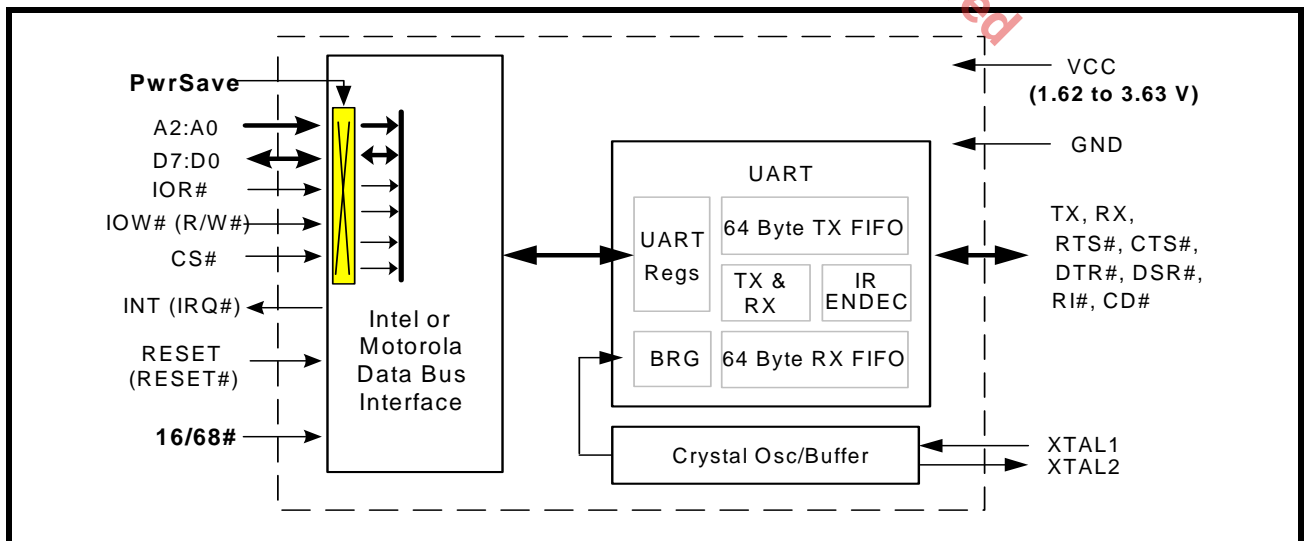 ed
PwrSave
A2:A0
D7:D0
IOR#
IOW# (R/W#)
CS#
INT (IRQ#)
RESET
(RESET#)
16/68#
Intel or
Motorola
Data Bus
Interface
UART
UART
Regs
64 Byte TX FIFO
TX &
RX
IR
ENDEC
BRG
64 Byte RX FIFO
Crystal Osc/Buffer
VCC
(1.62 to 3.63 V)
GND
TX, RX,
RTS#, CTS#,
DTR#, DSR#,
RI#, CD#
XTAL1
XTAL2